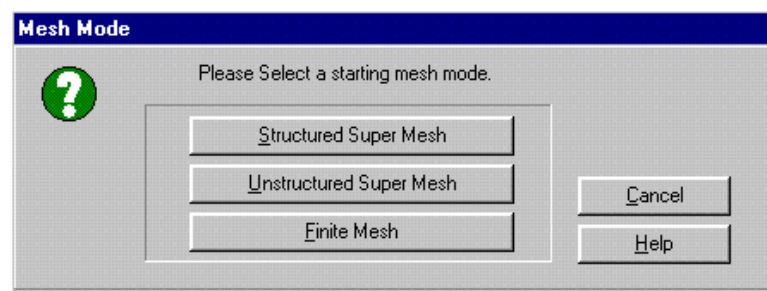 Mesh Mode
Please Select a starting mesh mode.
Structured Super Mesh
Unstructured Super Mesh
Finite Mesh
Cancel
Help